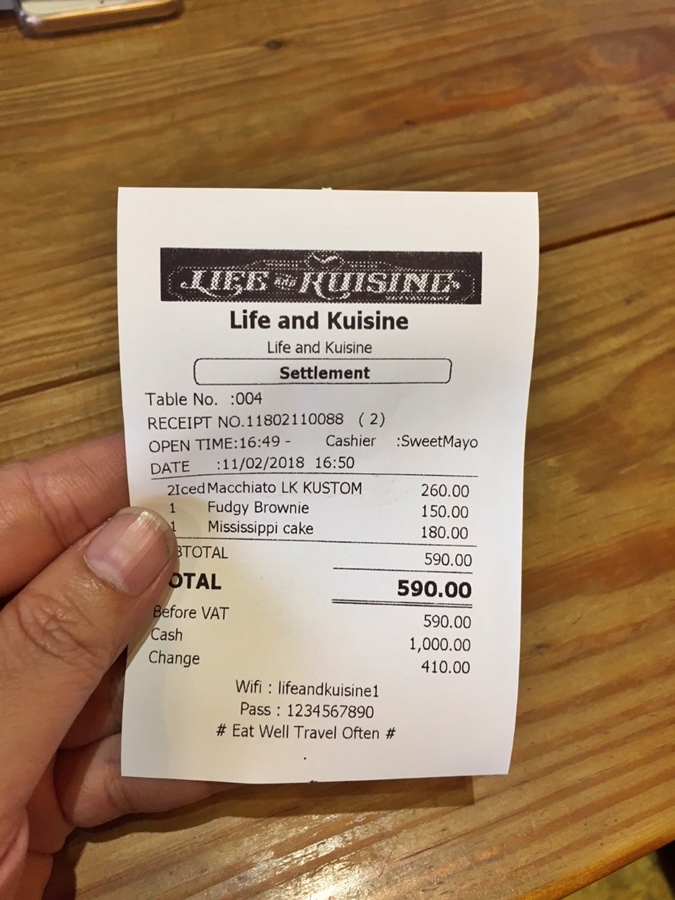 LIFE AND KUISINE
RESTAURANT
Life and Kuisine
Life and Kuisine
Settlement
Table No. :004
RECEIPT NO.11802110088 ( 2)
OPEN TIME:16:49 - Cashier :SweetMayo
DATE :11/02/2018 16:50
2Iced Macchiato LK KUSTOM 260.00
1 Fudgy Brownie 150.00
1 Mississippi cake 180.00
BTOTAL 590.00
OTAL 590.00
Before VAT 590.00
Cash 1,000.00
Change 410.00
Wifi : lifeandkuisine1
Pass : 1234567890
# Eat Well Travel Often #